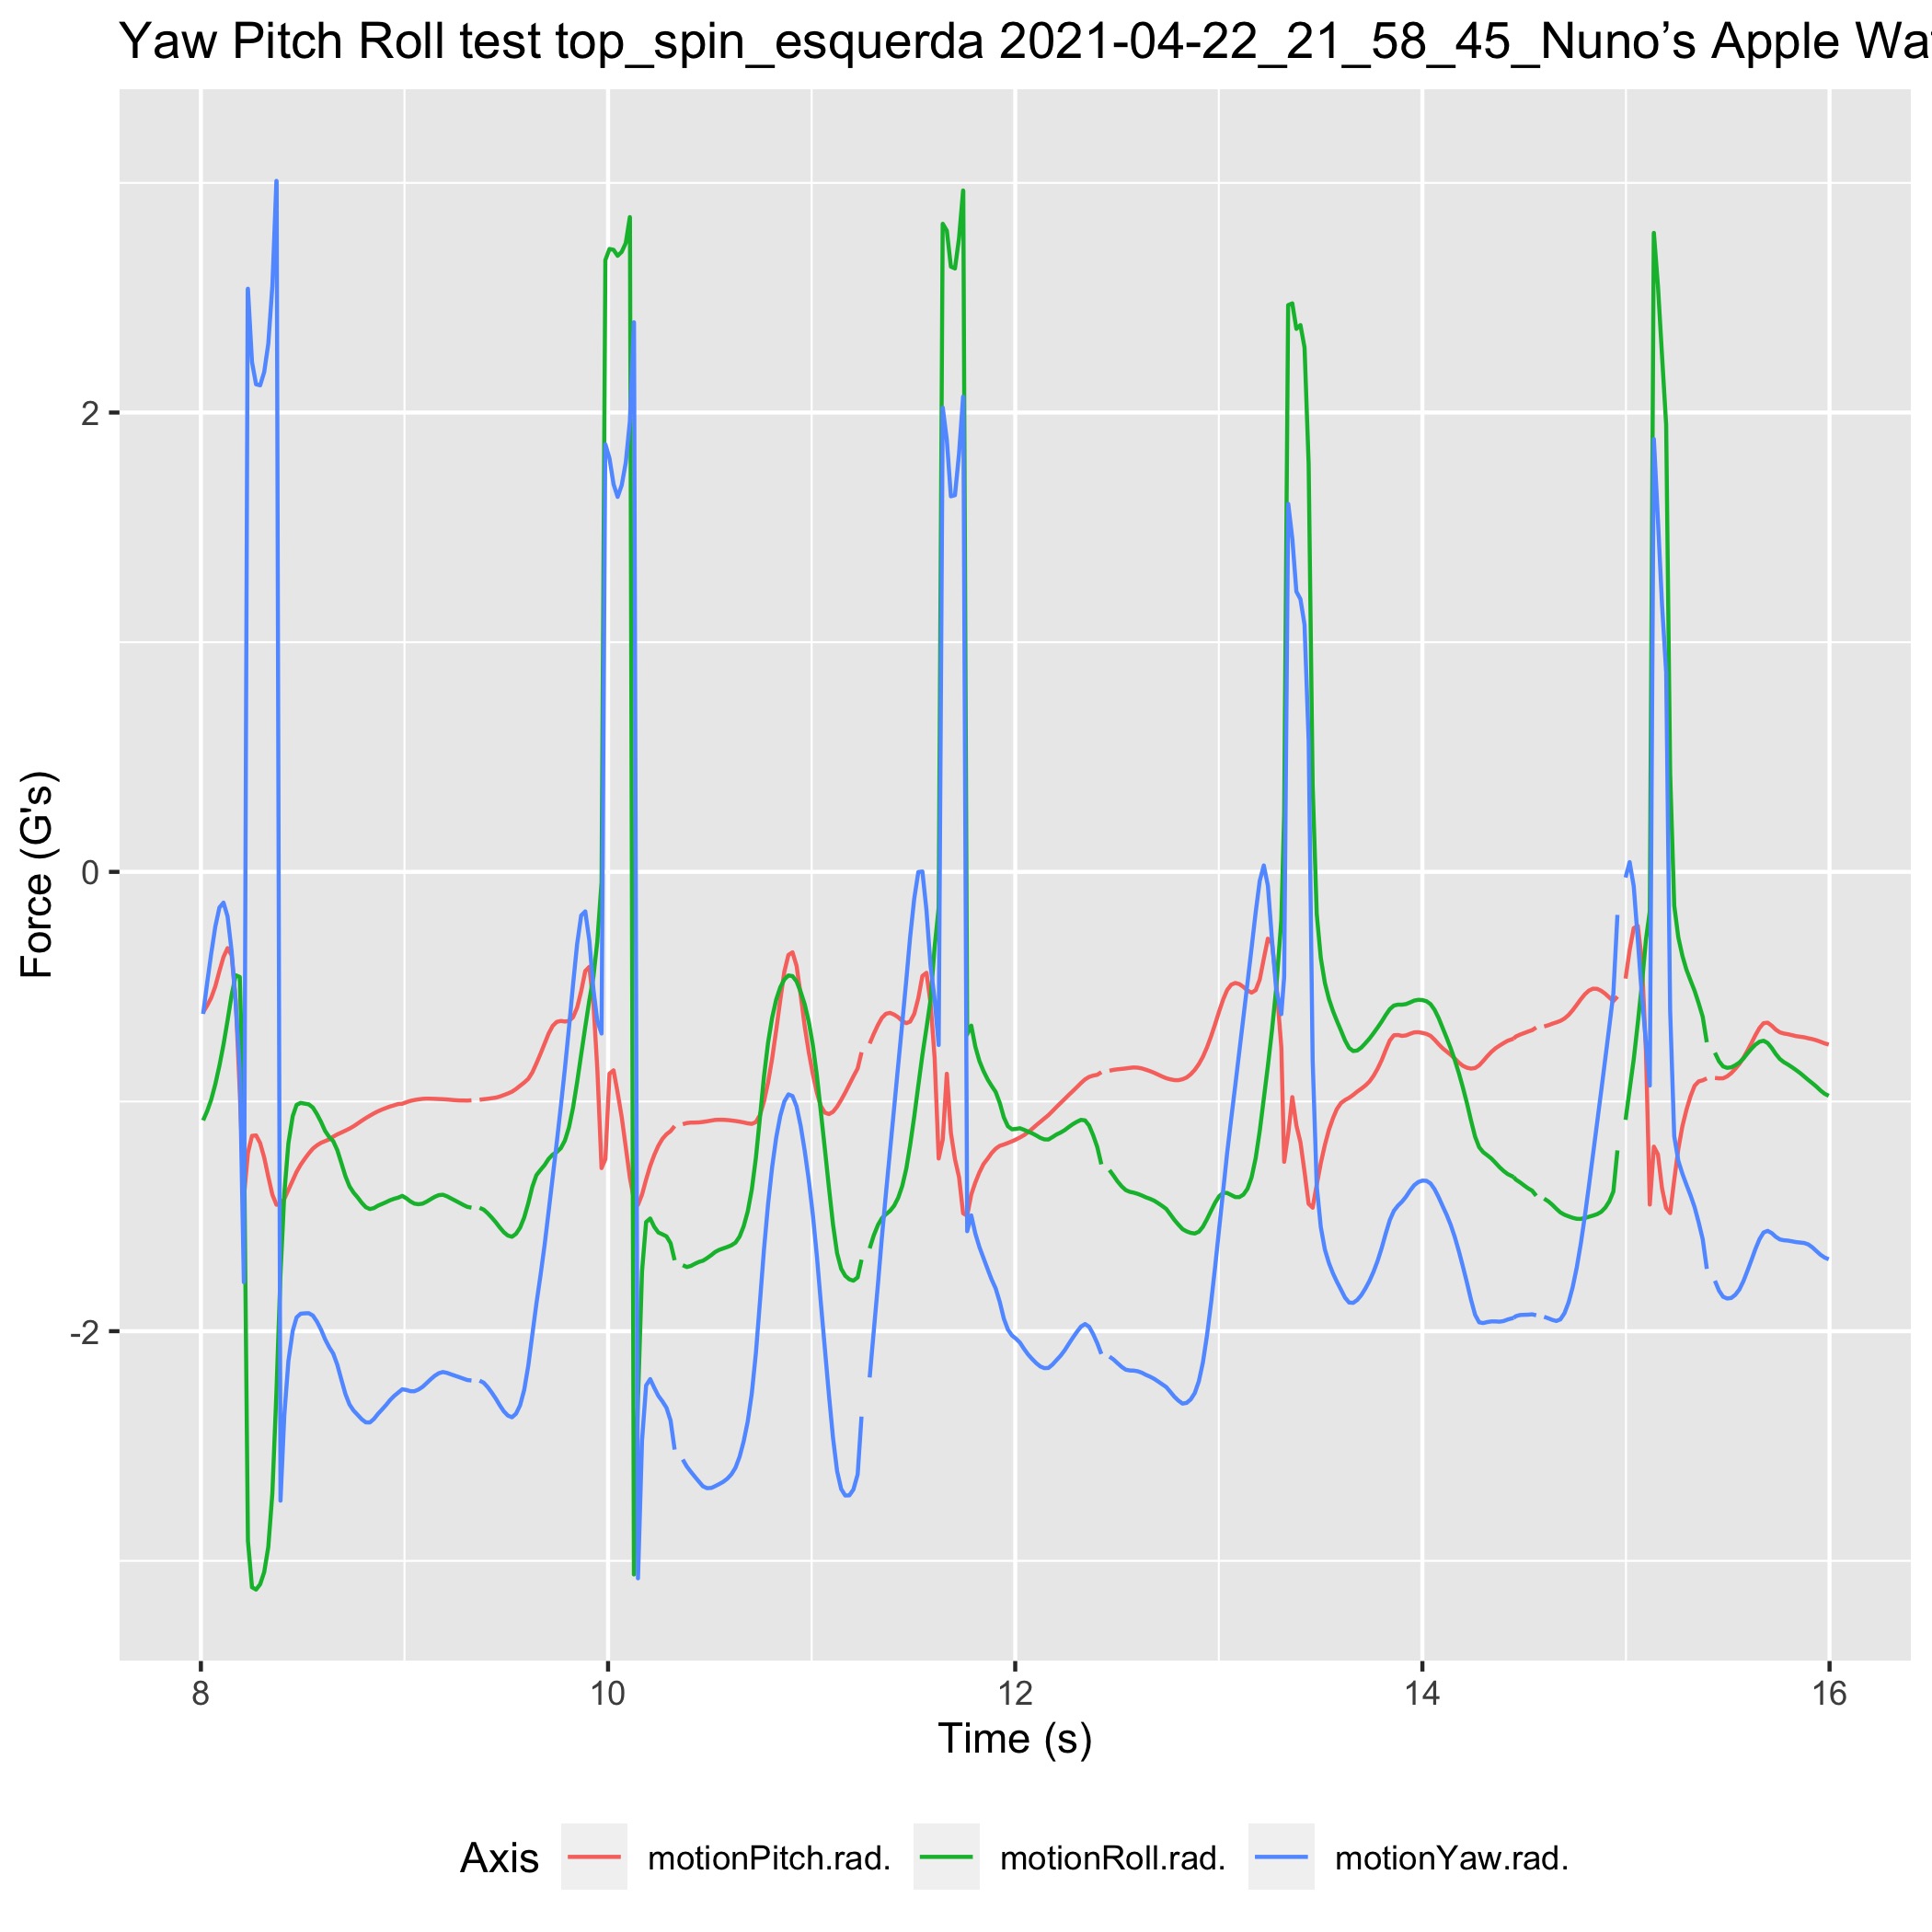 Yaw Pitch Roll test top_spin_esquerda 2021-04-22_21_58_45_Nuno’s Apple Wa
Force (G's)
2
0
-2
8 10 12 14 16
Time (s)
Axis motionPitch.rad. motionRoll.rad. motionYaw.rad.